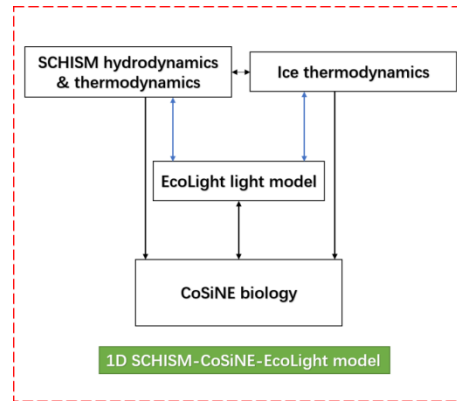 SCHISM hydrodynamics
& thermodynamics
Ice thermodynamics
EcoLight light model
CoSiNE biology
1D SCHISM-CoSiNE-EcoLight model